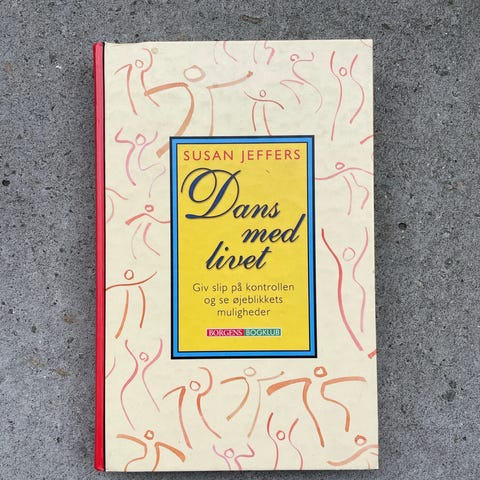 SUSAN JEFFERS
Dans
med
livet
Giv slip på kontrollen
og se øjeblikkets
muligheder
BORGENS BOGKLUB